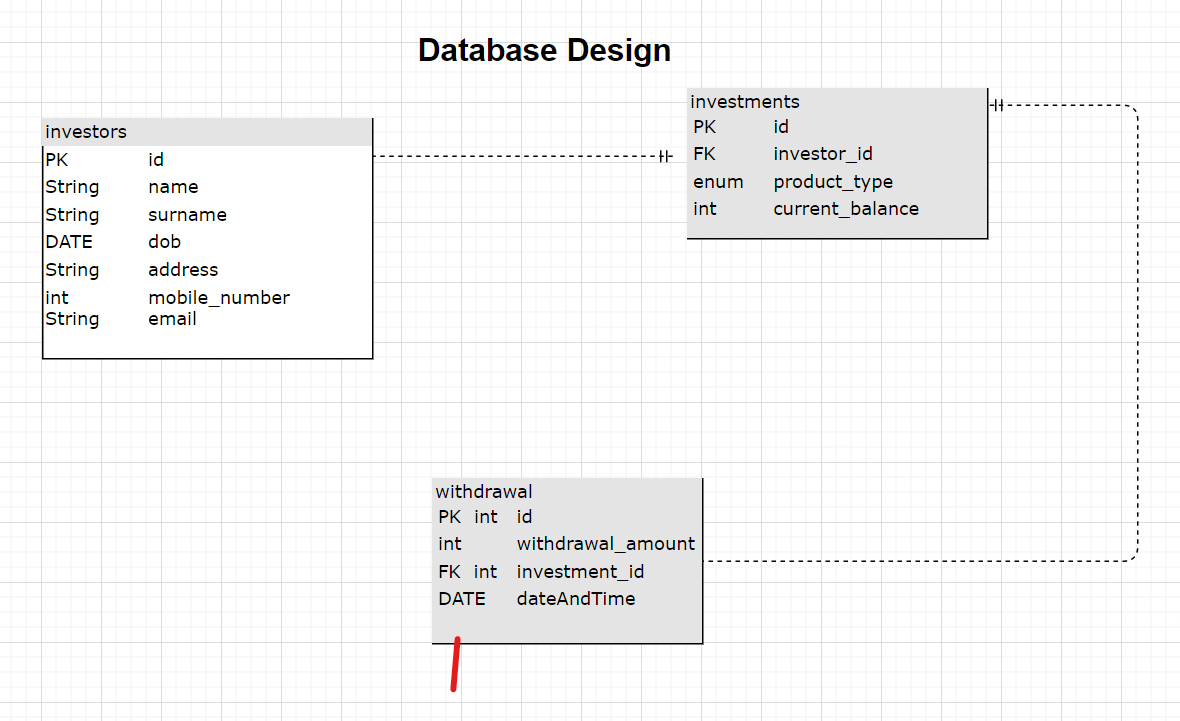 Database Design
investors
PK id
String name
String surname
DATE dob
String address
int mobile_number
String email
investments
PK id
FK investor_id
enum product_type
int current_balance
withdrawal
PK int id
int withdrawal_amount
FK int investment_id
DATE dateAndTime